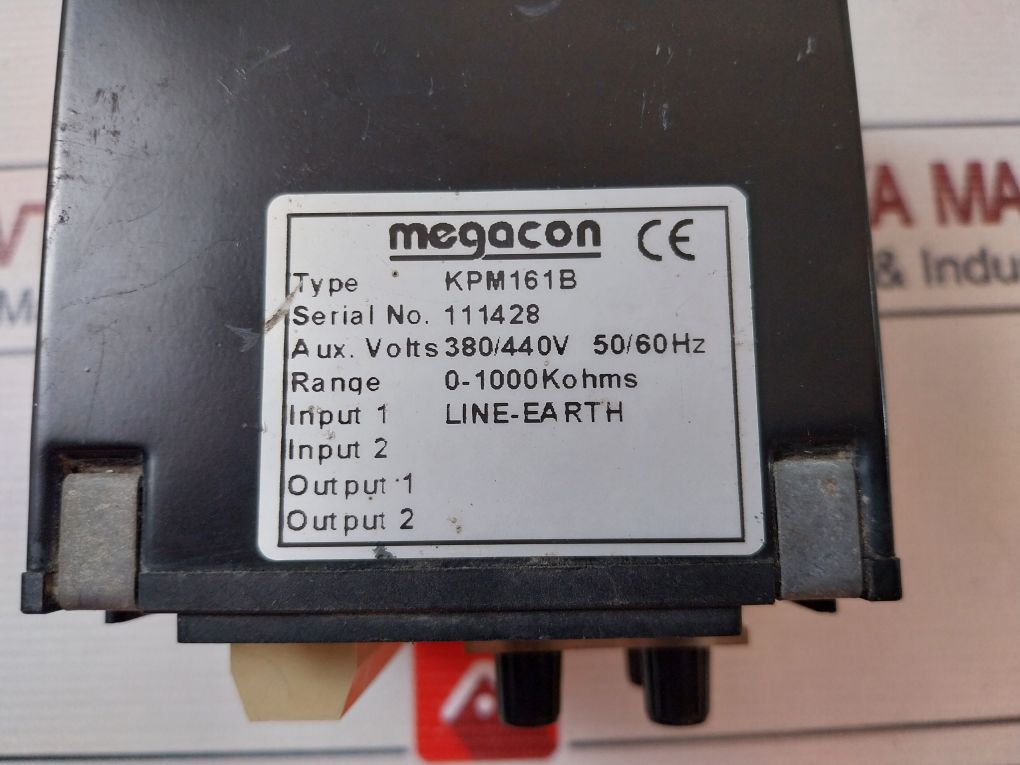 megacon CE
Type KPM161B
Serial No. 111428
Aux. Volts 380/440V 50/60Hz
Range 0-1000Kohms
Input 1 LINE-EARTH
Input 2
Output 1
Output 2
A MA
& Indu